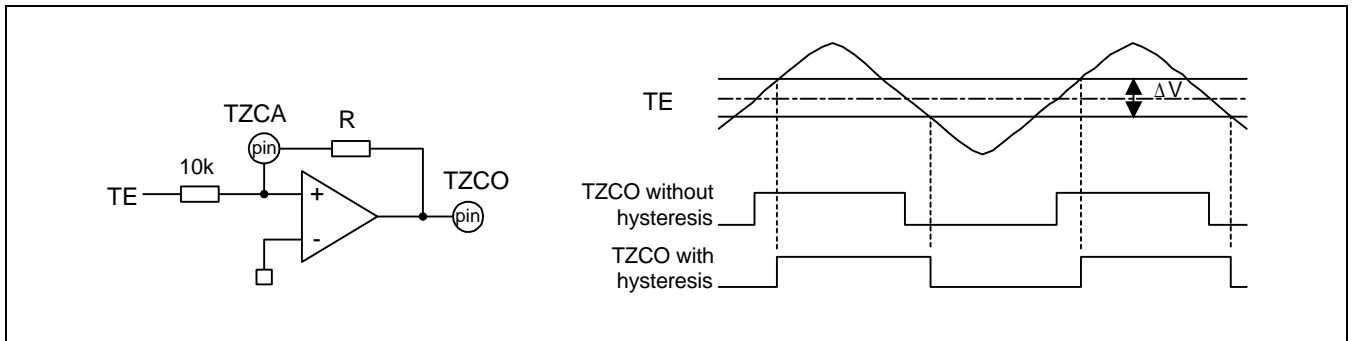 TZCA
R
pin
10k
TZCO
TE
+
pin
-
TE
ΔV
TZCO without
hysteresis
TZCO with
hysteresis